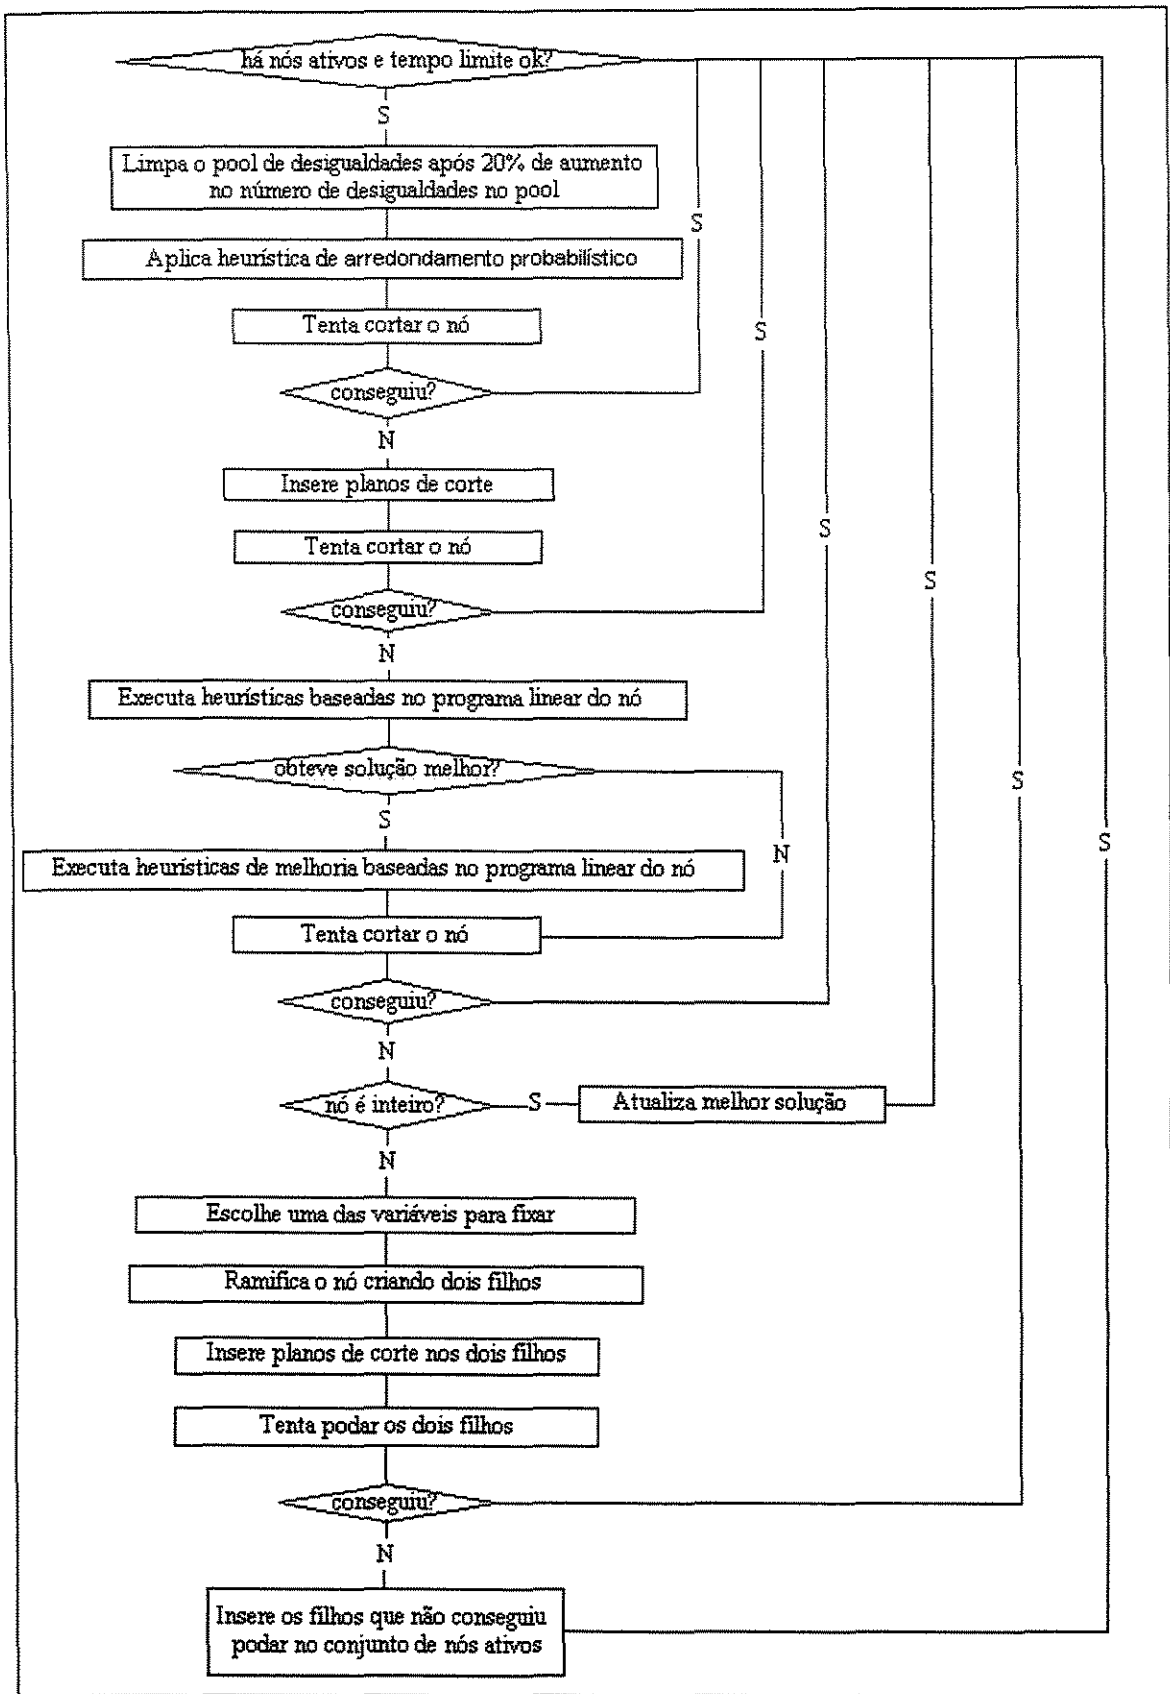 há nós ativos e tempo limite ok?
S
Limpa o pool de desigualdades após 20% de aumento
no número de desigualdades no pool
S
Aplica heurística de arredondamento probabilístico
Tenta cortar o nó
S
conseguiu?
N
Insere planos de corte
S
Tenta cortar o nó
S
conseguiu?
N
Executa heurísticas baseadas no programa linear do nó
obteve solução melhor?
S
S
S
N
Executa heurísticas de melhoria baseadas no programa linear do nó
Tenta cortar o nó
conseguiu?
N
nó é inteiro?
S
Atualiza melhor solução
N
Escolhe uma das variáveis para fixar
Ramifica o nó criando dois filhos
Insere planos de corte nos dois filhos
Tenta podar os dois filhos
conseguiu?
N
Insere os filhos que não conseguiu
podar no conjunto de nós ativos